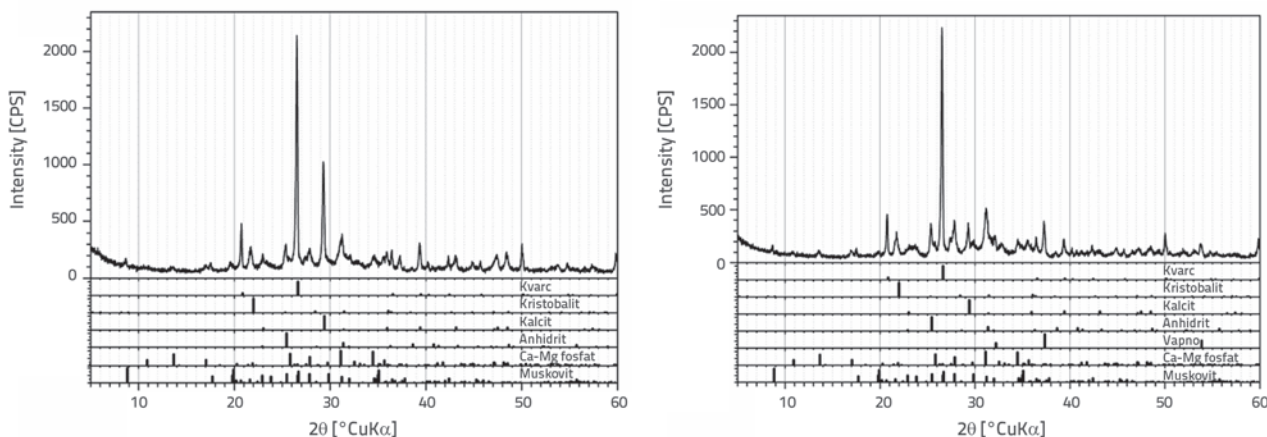 Intensity [CPS]
2000
1500
1000
500
0
Kvarc
Kristobalit
Kalcit
Anhidrit
Ca-Mg fosfat
Muskovit
10 20 30 40 50 60
2θ [°CuKα]
Intensity [CPS]
2000
1500
1000
500
0
Kvarc
Kristobalit
Kalcit
Anhidrit
Vapno
Ca-Mg fosfat
Muskovit
10 20 30 40 50 60
2θ [°CuKα]